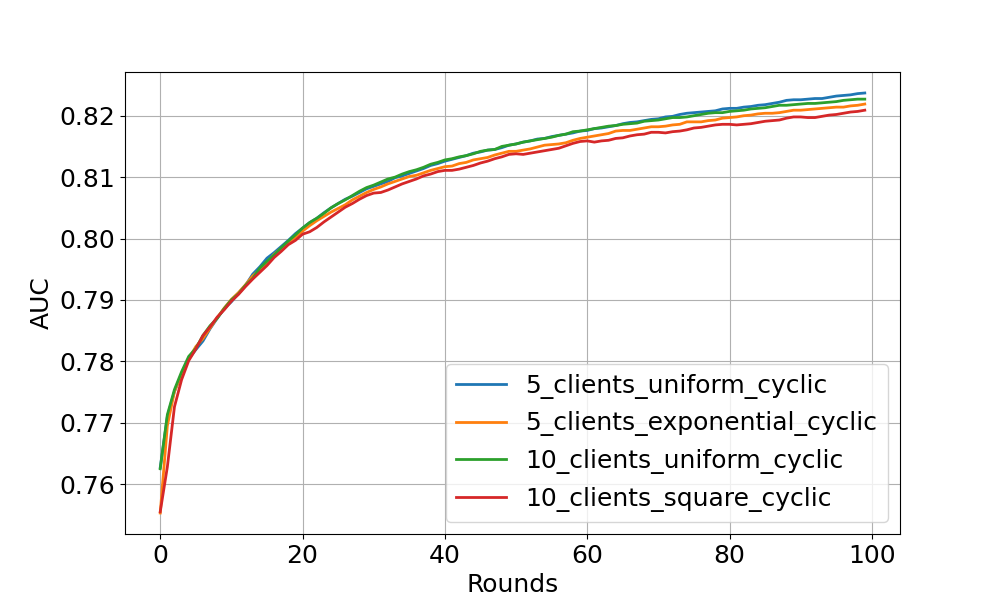 0.82
0.81
0.80
0.79
0.78
0.77
0.76
AUC
5_clients_uniform_cyclic
5_clients_exponential_cyclic
10_clients_uniform_cyclic
10_clients_square_cyclic
0 20 40 60 80 100
Rounds